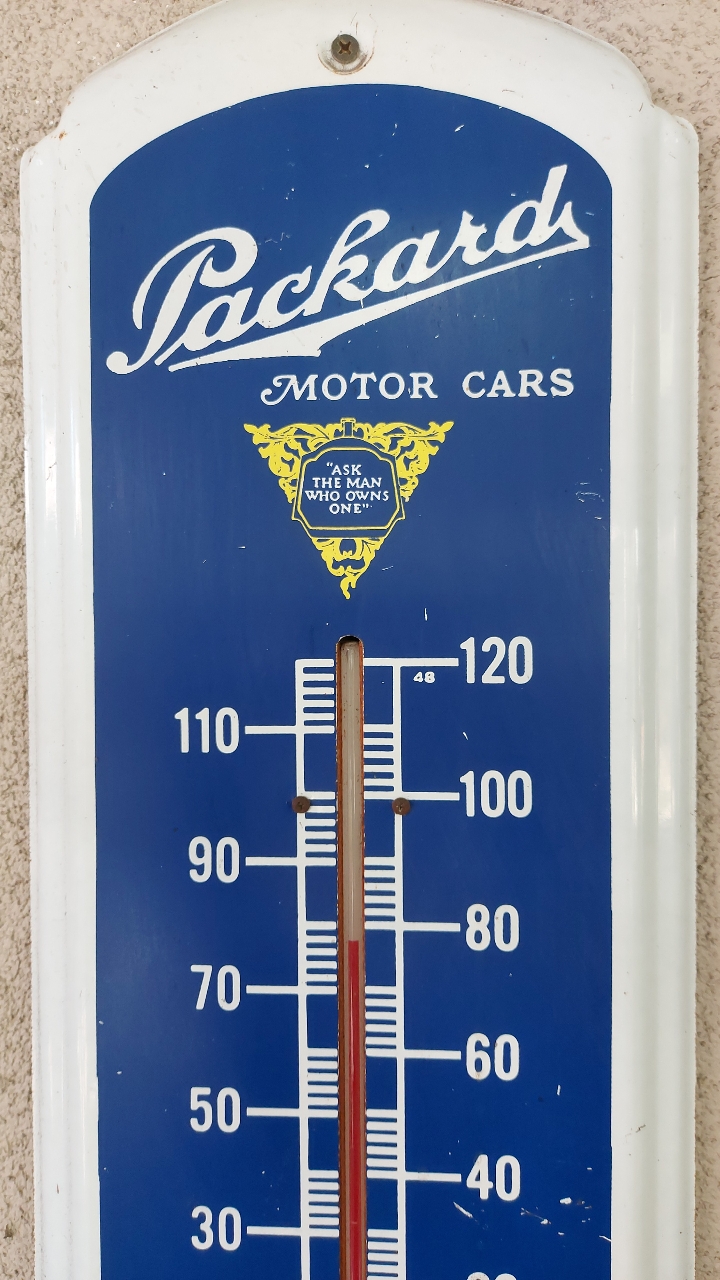 Packard
MOTOR CARS
"ASK
THE MAN
WHO OWNS
ONE"
120
48
110
100
90
80
70
60
50
40
30